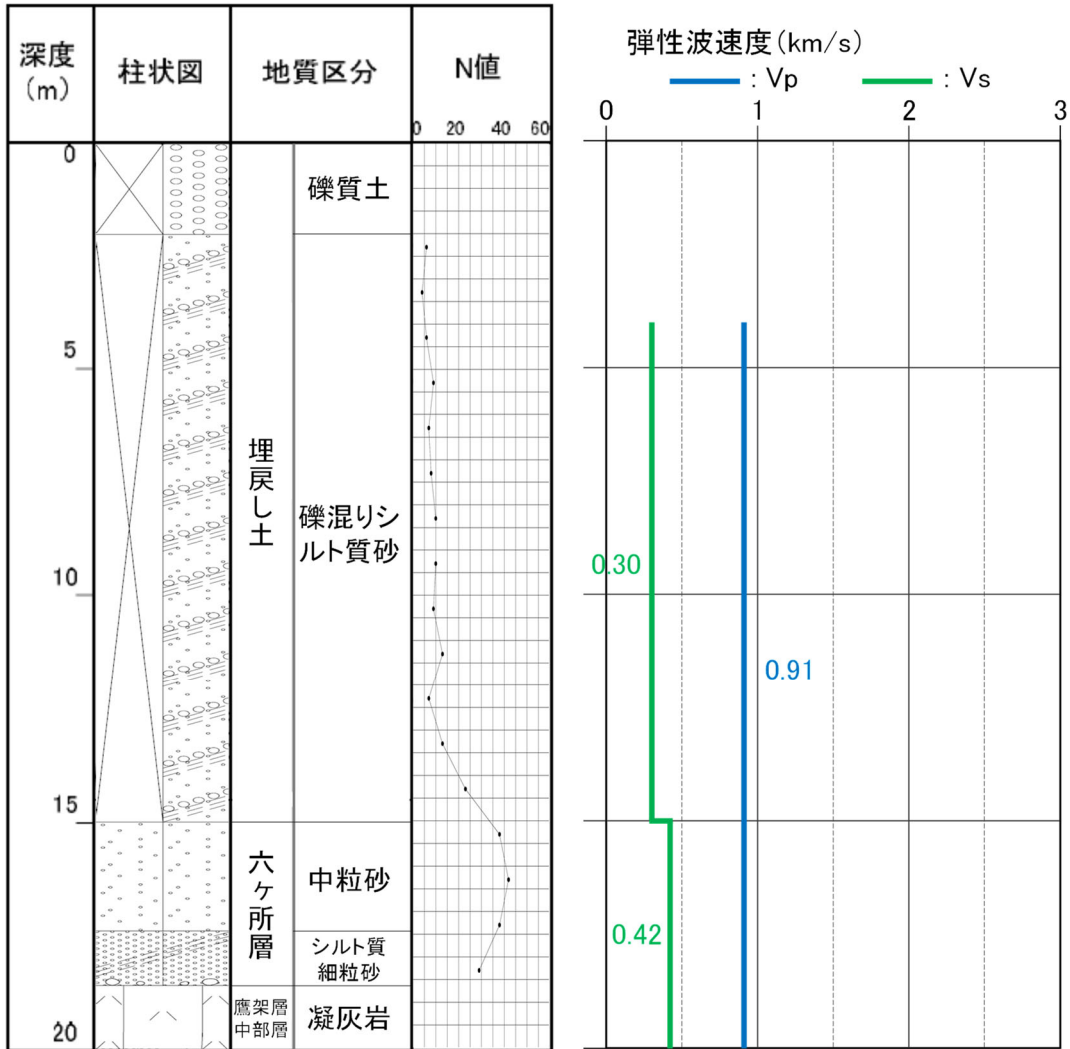 深度
(m)
柱状図
地質区分
N値
0 20 40 60
0
5
10
15
20
埋戻し土
礫質土
礫混りシ
ルト質砂
六ケ所層
中粒砂
シルト質
細粒砂
鷹架層
中部層
凝灰岩
弾性波速度(km/s)
: Vp : Vs
0 1 2 3
0.30
0.91
0.42